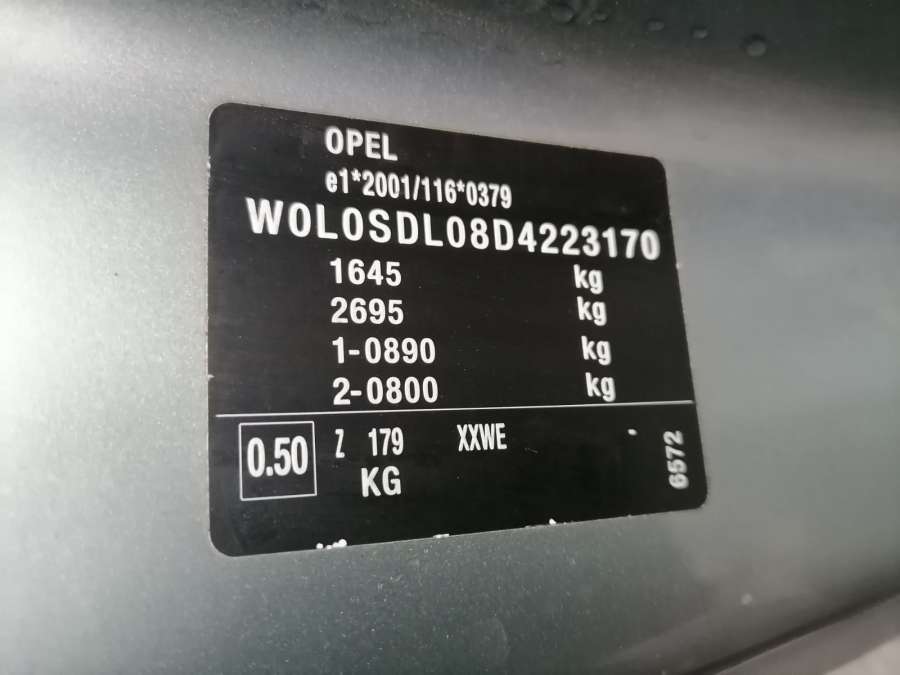 OPEL
e1*2001/116*0379
W0L0SDL08D4223170
1645 kg
2695 kg
1-0890 kg
2-0800 kg
0.50 Z 179 XXWE
KG
6572